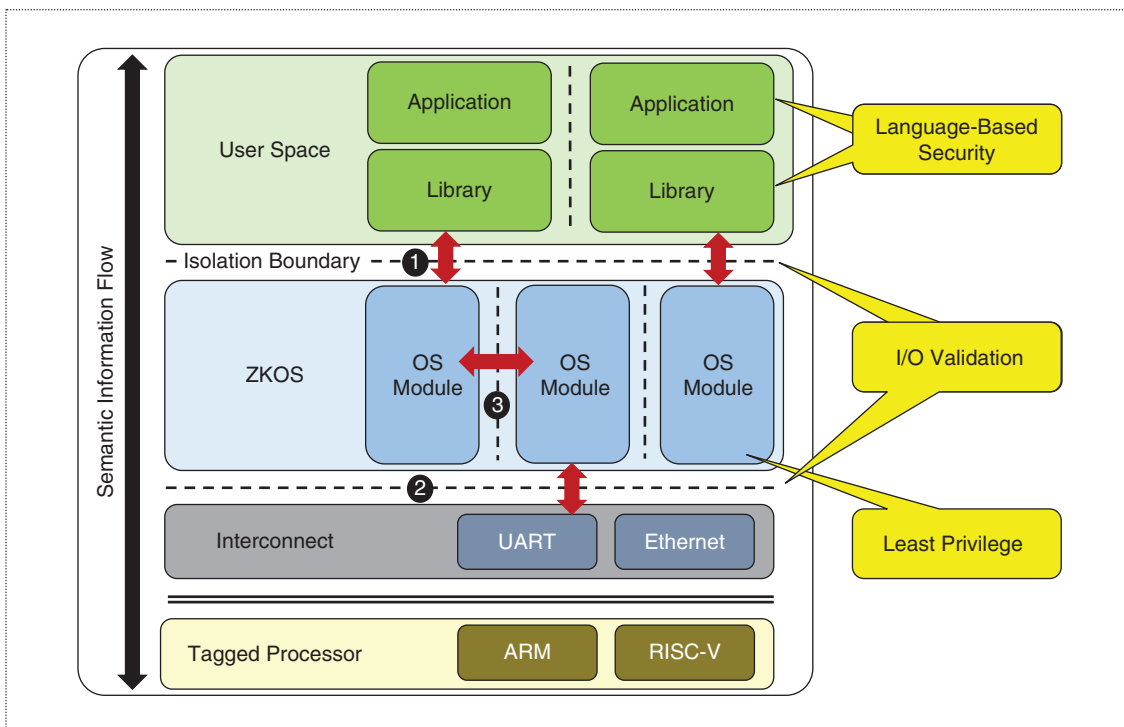 Semantic Information Flow
User Space
Application
Library
Application
Library
Language-Based
Security
Isolation Boundary
1
ZKOS
OS
Module
3
OS
Module
OS
Module
I/O Validation
2
Interconnect
UART
Ethernet
Least Privilege
Tagged Processor
ARM
RISC-V